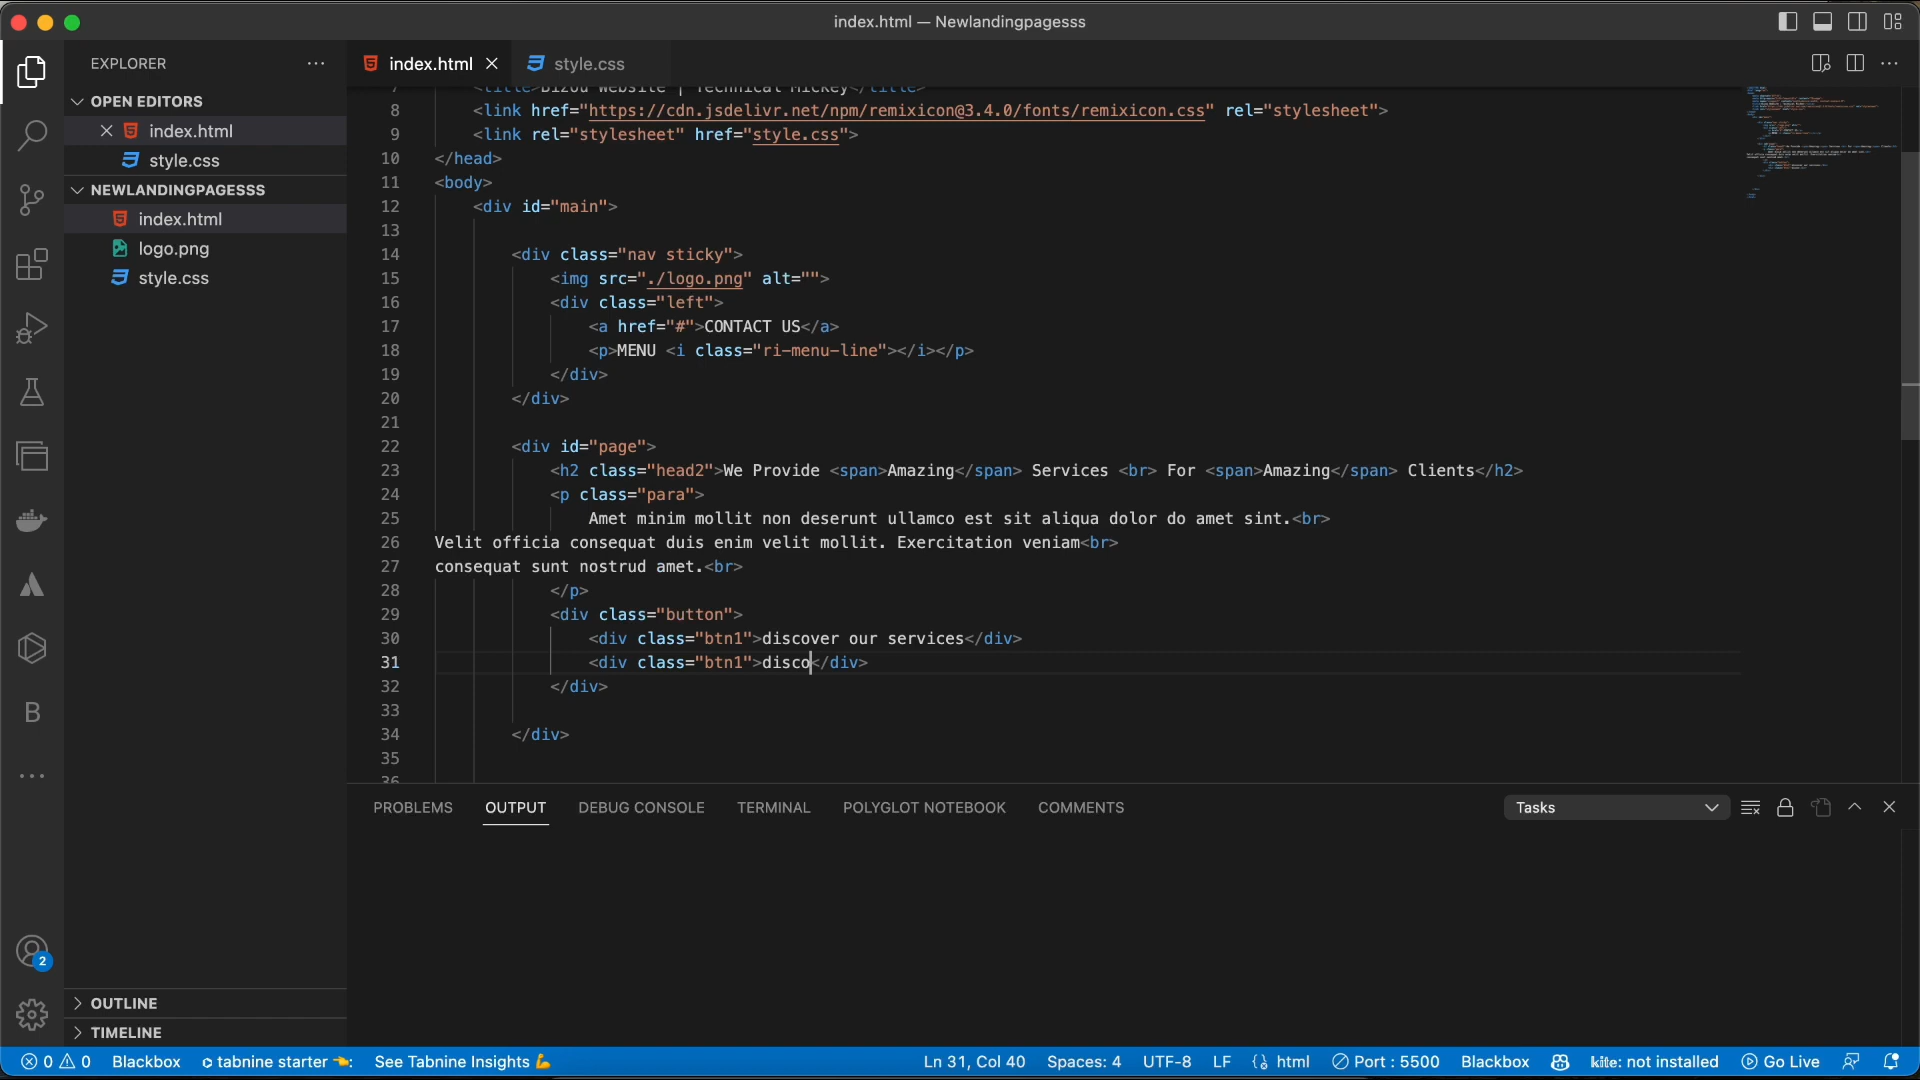 index.html — Newlandingpagesss
EXPLORER
OPEN EDITORS
index.html
style.css
NEWLANDINGPAGESSS
index.html
logo.png
style.css
OUTLINE
TIMELINE
index.html
style.css
<title>Bizou Website | Technical Mickey</title>
8 <link href="https://cdn.jsdelivr.net/npm/remixicon@3.4.0/fonts/remixicon.css" rel="stylesheet">
9 <link rel="stylesheet" href="style.css">
10 </head>
11 <body>
12 <div id="main">
13
14 <div class="nav sticky">
15 <img src="./logo.png" alt="">
16 <div class="left">
17 <a href="#">CONTACT US</a>
18 <p>MENU <i class="ri-menu-line"></i></p>
19 </div>
20 </div>
21
22 <div id="page">
23 <h2 class="head2">We Provide <span>Amazing</span> Services <br> For <span>Amazing</span> Clients</h2>
24 <p class="para">
25 Amet minim mollit non deserunt ullamco est sit aliqua dolor do amet sint.<br>
26 Velit officia consequat duis enim velit mollit. Exercitation veniam<br>
27 consequat sunt nostrud amet.<br>
28 </p>
29 <div class="button">
30 <div class="btn1">discover our services</div>
31 <div class="btn1">disco</div>
32 </div>
33
34 </div>
35
36
PROBLEMS OUTPUT DEBUG CONSOLE TERMINAL POLYGLOT NOTEBOOK COMMENTS Tasks
B
2
0 0 Blackbox tabnine starter See Tabnine Insights Ln 31, Col 40 Spaces: 4 UTF-8 LF html Port : 5500 Blackbox kite: not installed Go Live